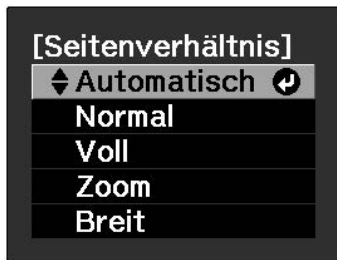 [Seitenverhältnis]
Automatisch
Normal
Voll
Zoom
Breit